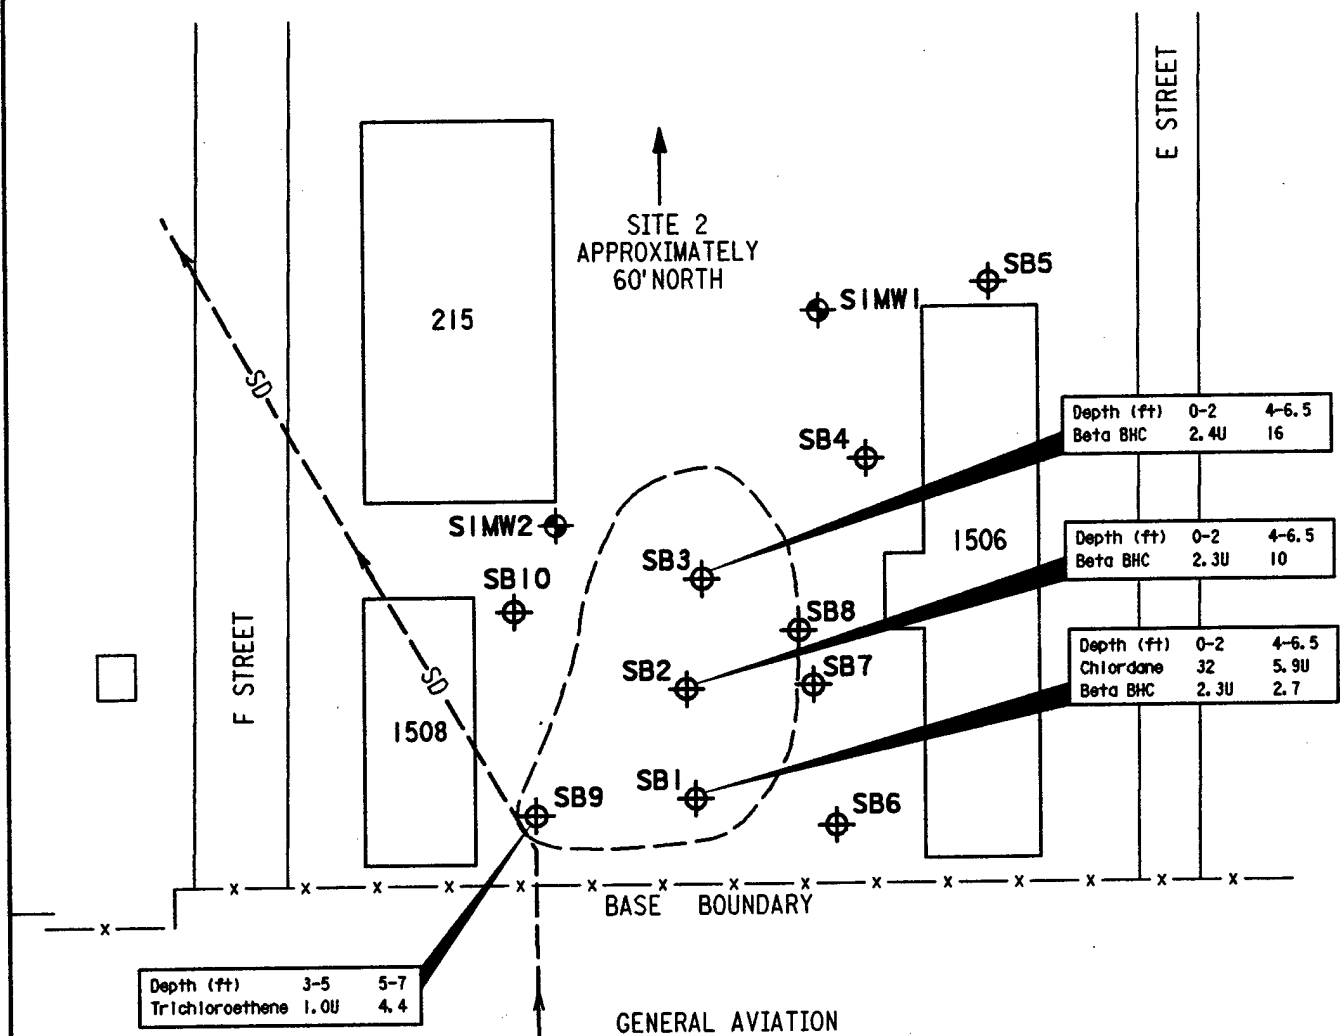 E STREET
SITE 2
APPROXIMATELY
60' NORTH
SB5
S1MW1
215
SD
Depth (ft) 0-2 4-6.5
Beta BHC 2.4U 16
SB4
S1MW2
1506
Depth (ft) 0-2 4-6.5
Beta BHC 2.3U 10
SB3
SB10
SB8
Depth (ft) 0-2 4-6.5
Chlordane 32 5.9U
Beta BHC 2.3U 2.7
F STREET
SB2
SB7
SD
1508
SB1
SB9
SB6
x x x x x x x x x x x x x x x
BASE BOUNDARY
x
Depth (ft) 3-5 5-7
Trichloroethene 1.0U 4.4
GENERAL AVIATION